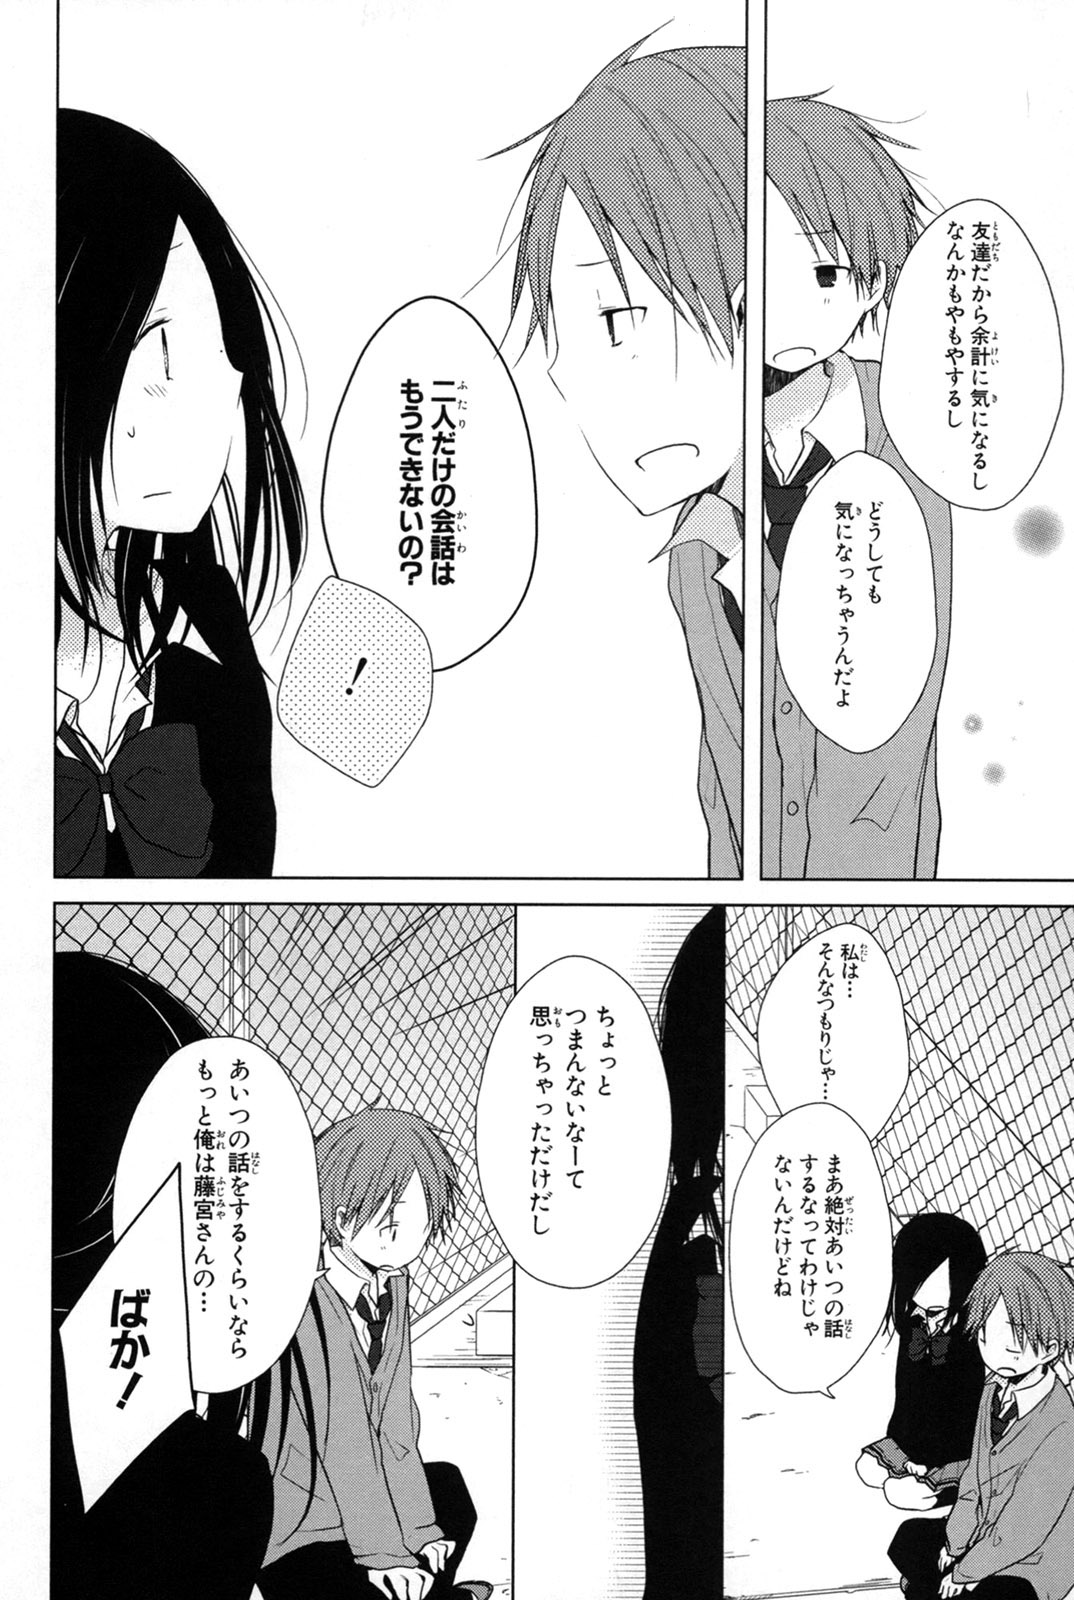 友達だから余計に気になるし
なんかもやもやするし
どうしても
気になっちゃうんだよ
二人だけの会話は
もうできないの?
!
私は…
そんなつもりじゃ…
まあ絶対あいつの話
するなってわけじゃ
ないんだけどね
ちょっと
つまんないなーて
思っちゃっただけだし
あいつの話をするくらいなら
もっと俺は藤宮さんの…
ばか!